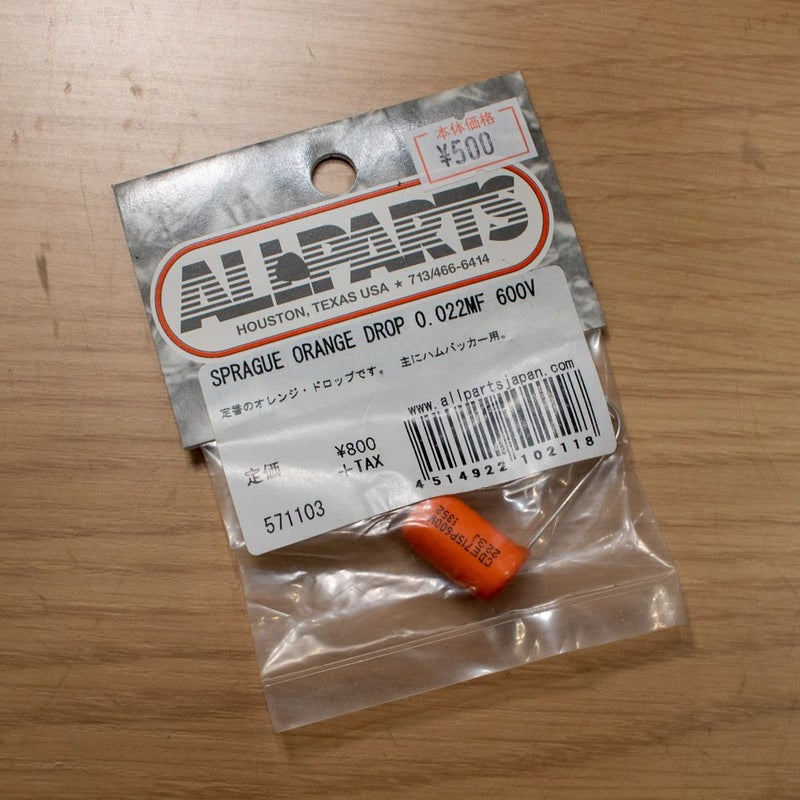 本体価格
¥500
ALLPARTS
HOUSTON, TEXAS USA ★ 713/466-6414
SPRAGUE ORANGE DROP 0.022MF 600V
定番のオレンジ・ドロップです。 主にハムバッカー用。
www.allpartsjapan.com
定価 ¥800
+TAX
4 514922 102118
571103
CDE715P600V
223J
1352